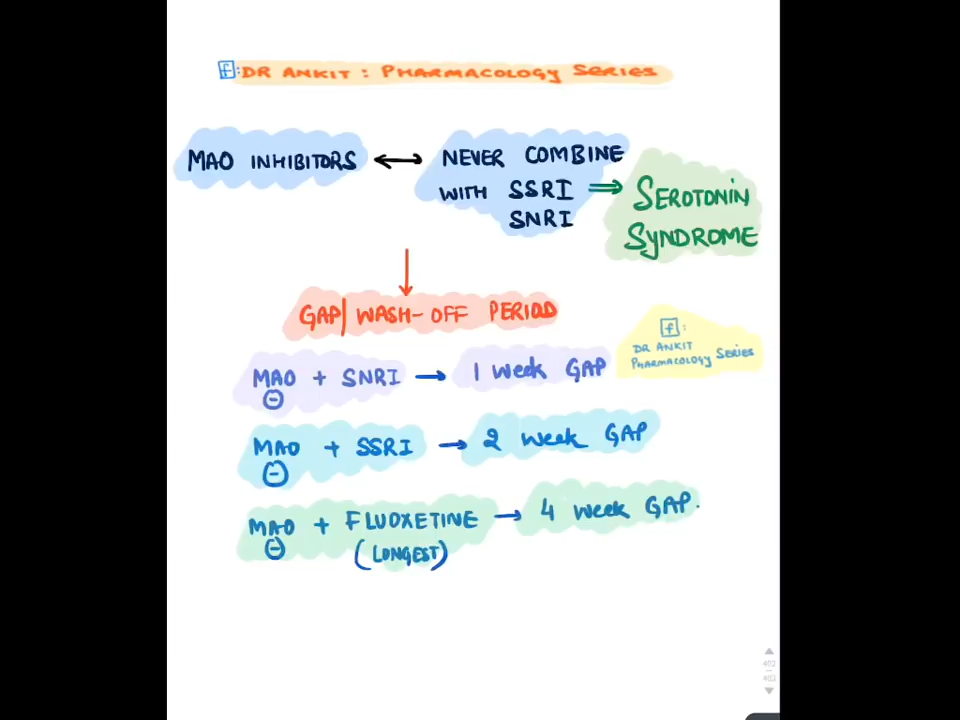 f: DR ANKIT : PHARMACOLOGY SERIES
MAO INHIBITORS ↔ NEVER COMBINE
WITH SSRI ⇒ SEROTONIN
SNRI SYNDROME
↓
GAP| WASH-OFF PERIOD
f:
DR ANKIT
PHARMACOLOGY SERIES
MAO + SNRI → 1 week GAP
(-)
MAO + SSRI → 2 week GAP
(-)
MAO + FLUOXETINE → 4 week GAP.
(-) (LONGEST)